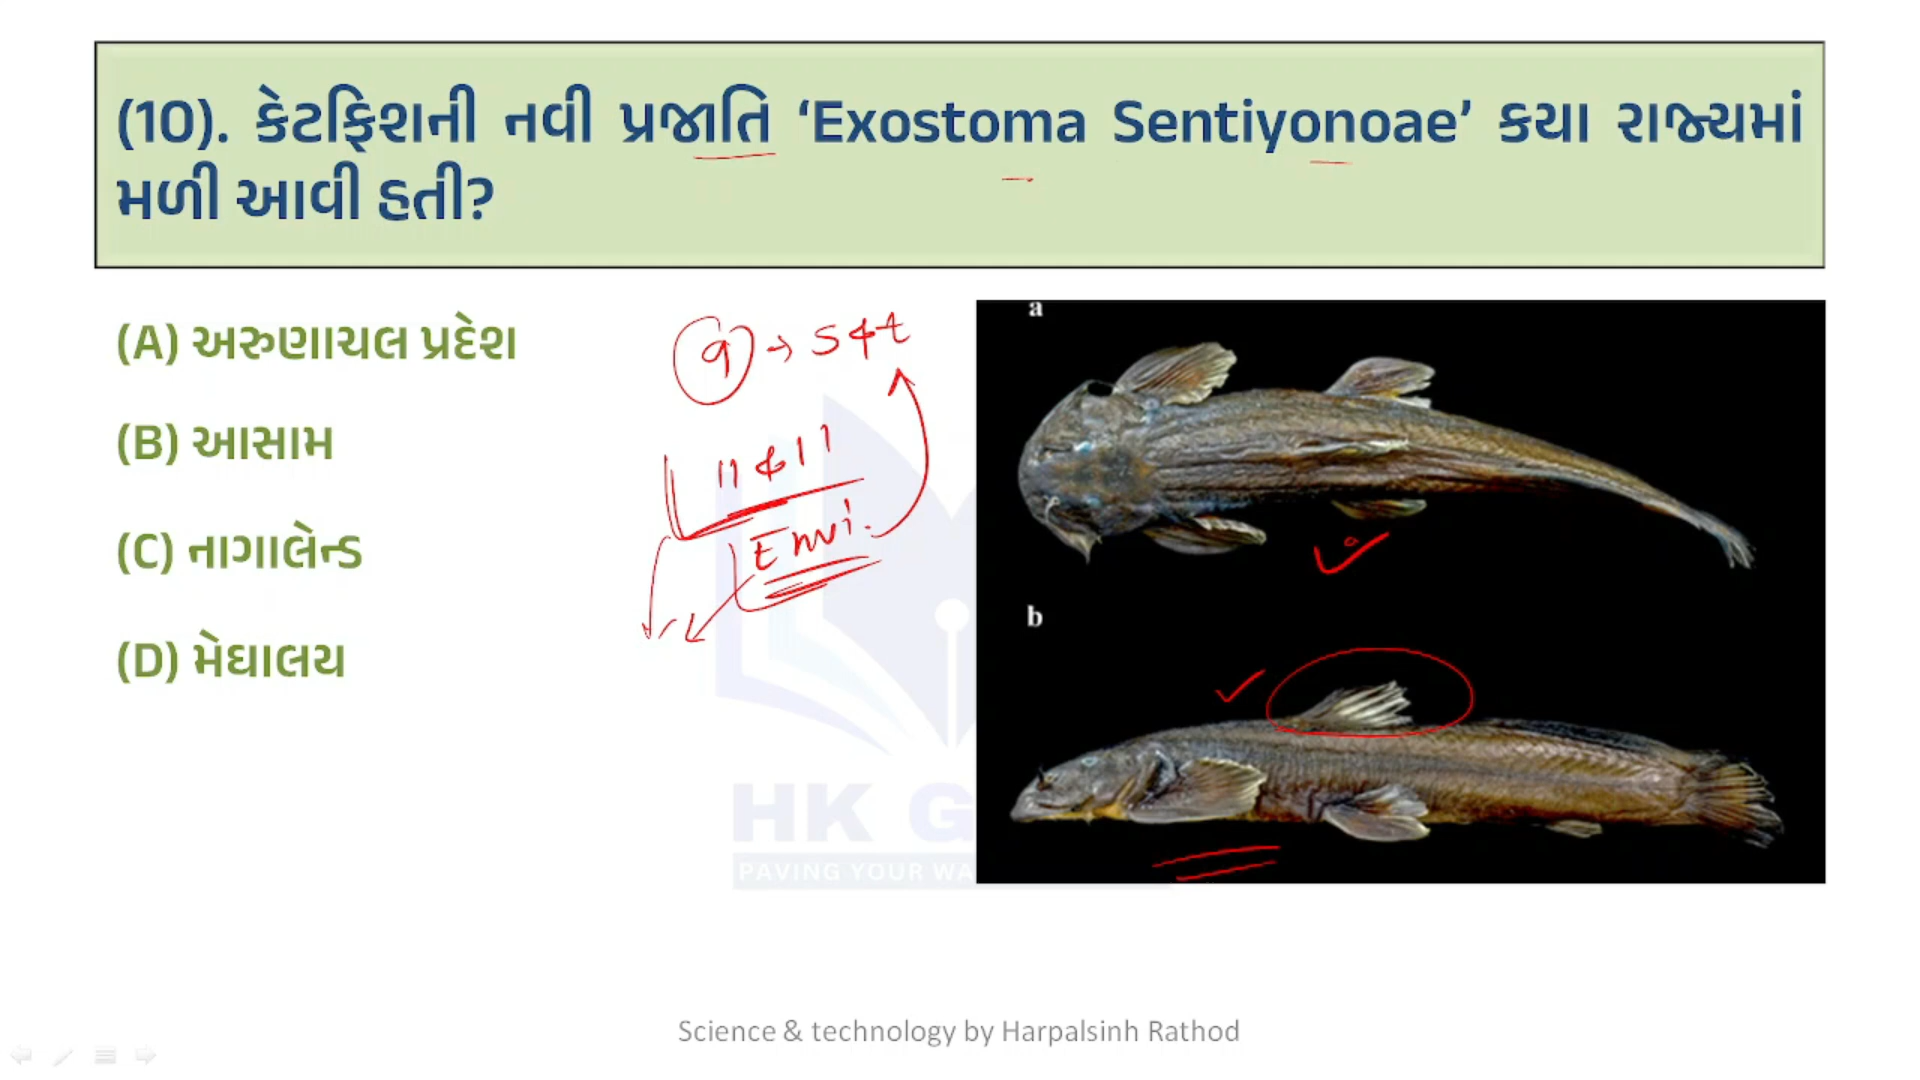 (10). કેટફિશની નવી પ્રજાતિ ‘Exostoma Sentiyonoae’ કયા રાજ્યમાં
મળી આવી હતી?
(A) અરુણાચલ પ્રદેશ
(B) આસામ
(C) નાગાલેન્ડ
(D) મેઘાલય
9 → S&t
11 & 11
Envi.
a
b
HK G
PAVING YOUR WA
Science & technology by Harpalsinh Rathod